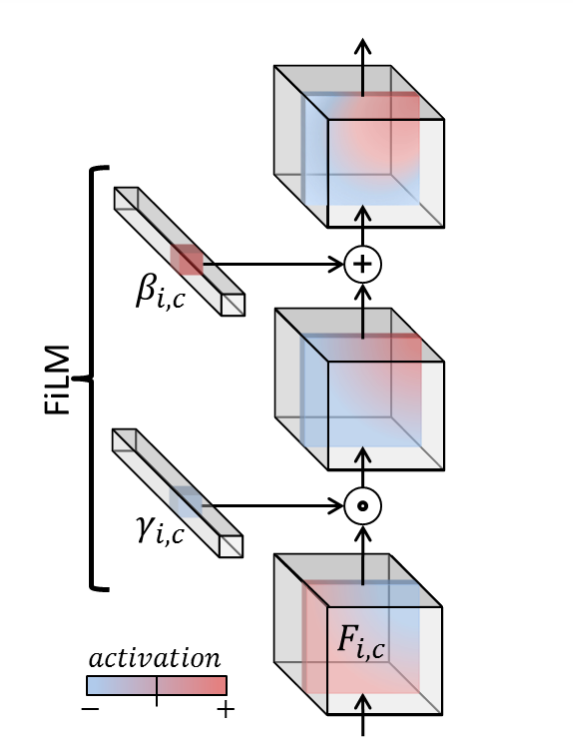 β_{i,c}
FiLM
γ_{i,c}
F_{i,c}
activation
− +